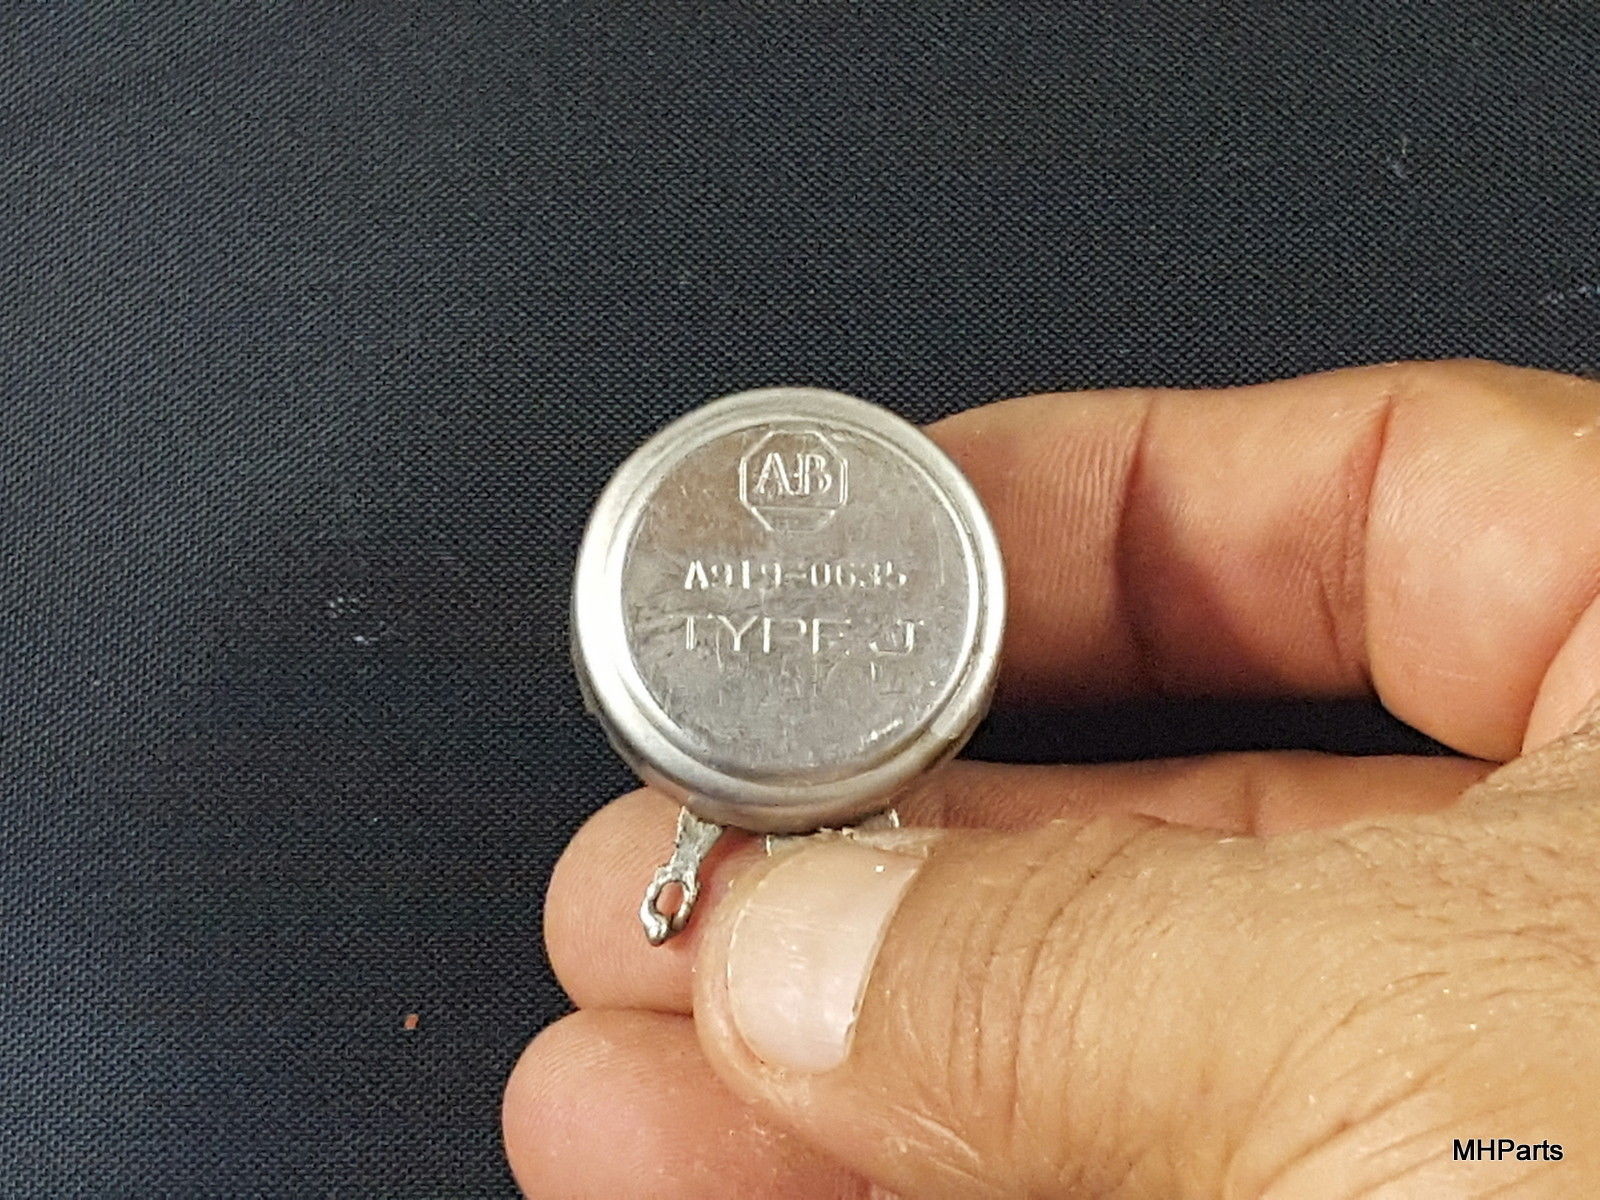 AB
A919-0635
TYPE J
MHParts